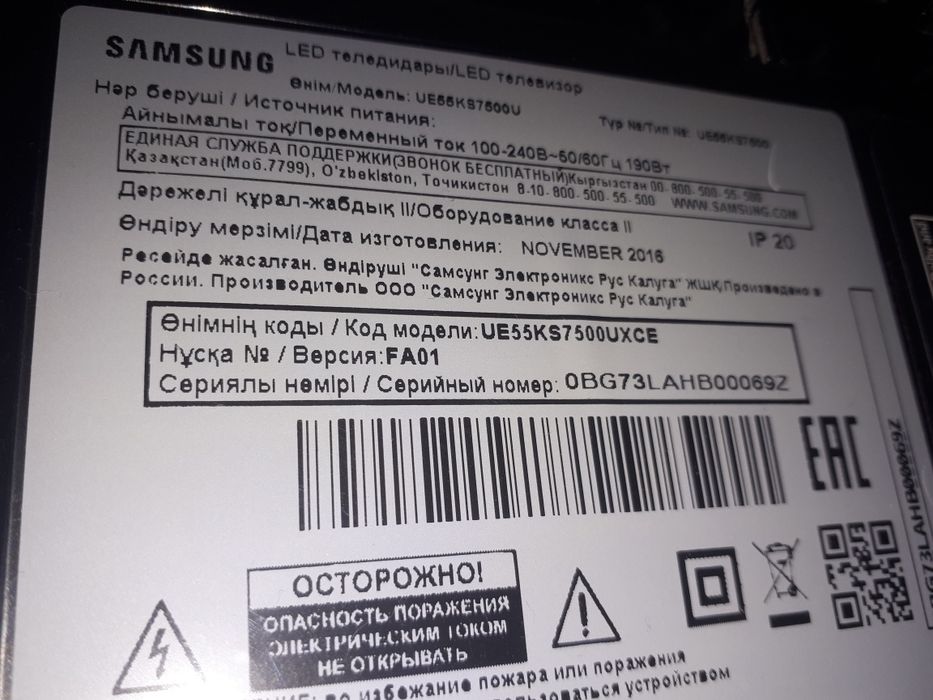 SAMSUNG LED теледидары/LED телевизор
Өнім/Модель: UE55KS7500U
Түр №/Тип №: UE55KS7500
Нәр беруші / Источник питания:
Айнымалы тоқ/Переменный ток 100-240В~50/60Гц 190Вт
ЕДИНАЯ СЛУЖБА ПОДДЕРЖКИ(ЗВОНОК БЕСПЛАТНЫЙ)Кыргызстан 00-800-500-55-500
Қазақстан(Моб.7799), O'zbekiston, Точикистон 8-10-800-500-55-500 WWW.SAMSUNG.COM
Дәрежелі құрал-жабдық II/Оборудование класса II
IP 20
Өндіру мерзімі/Дата изготовления: NOVEMBER 2016
Ресейде жасалған. Өндіруші "Самсунг Электроникс Рус Калуга" ЖШҚ/Произведено в
России. Производитель ООО "Самсунг Электроникс Рус Калуга"
Өнімнің коды / Код модели:UE55KS7500UXCE
Нұсқа № / Версия:FA01
Сериялы нөмірі / Серийный номер: 0BG73LAHB00069Z
EAC
0BG73LAHB00069Z
ОСТОРОЖНО!
ОПАСНОСТЬ ПОРАЖЕНИЯ
ЭЛЕКТРИЧЕСКИМ ТОКОМ
НЕ ОТКРЫВАТЬ
во избежание пожара или поражения
пользоваться устройством